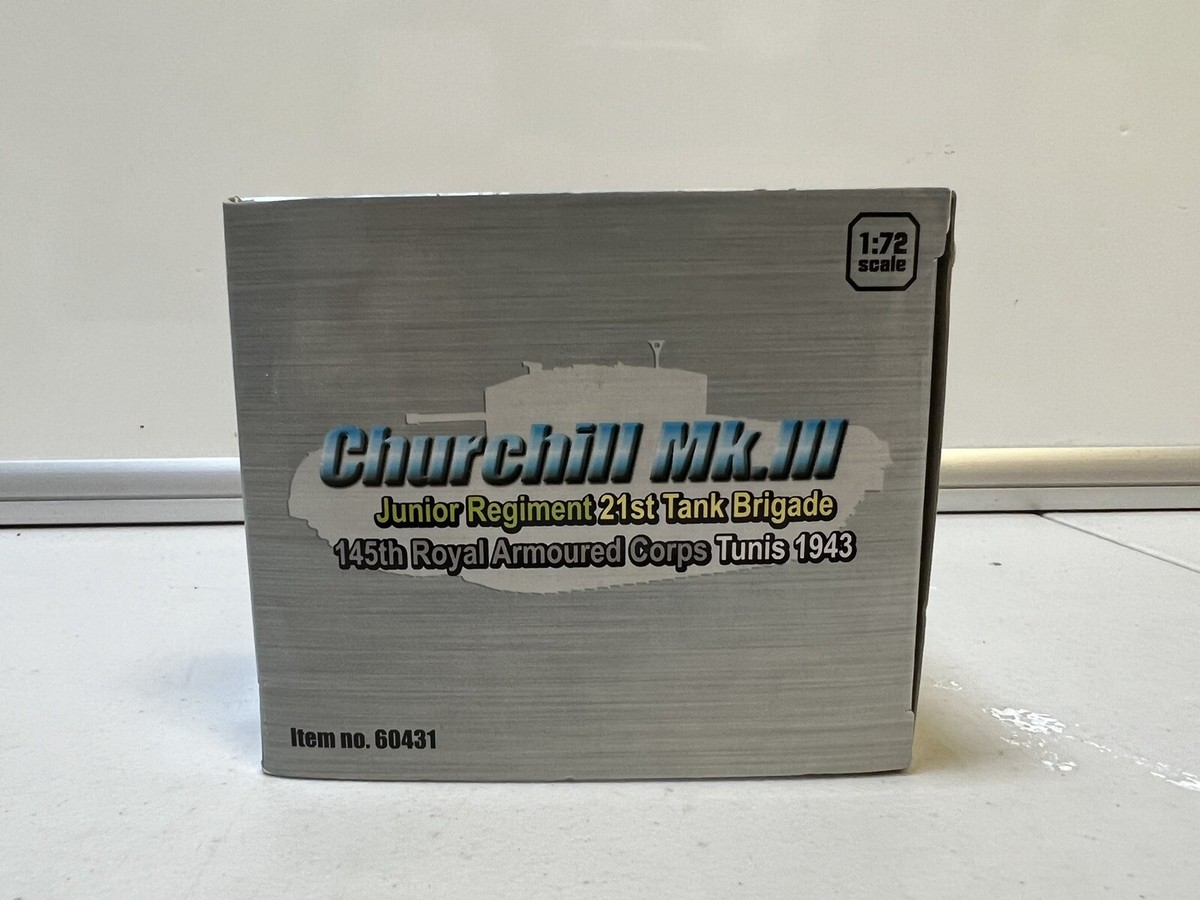 1:72
scale
Churchill Mk.III
Junior Regiment 21st Tank Brigade
145th Royal Armoured Corps Tunis 1943
Item no. 60431